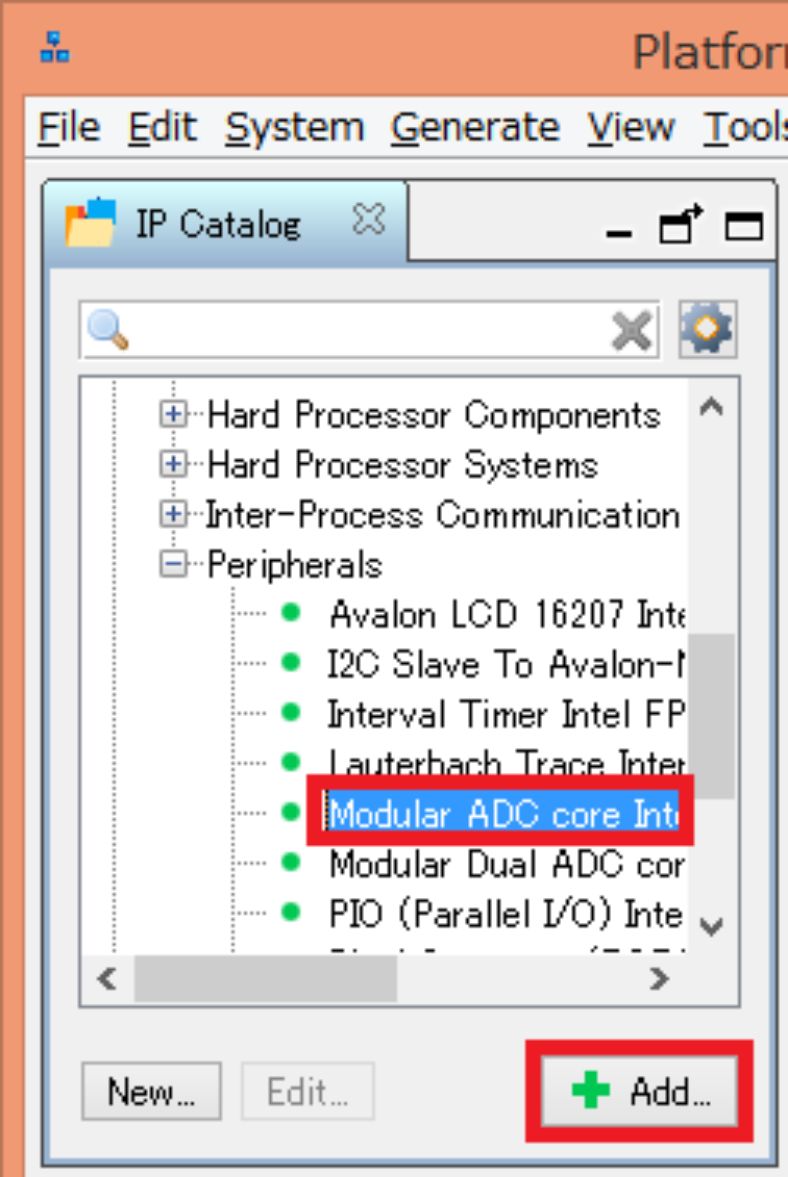 Platfor
File Edit System Generate View Tools
IP Catalog
Hard Processor Components
Hard Processor Systems
Inter-Process Communication
Peripherals
Avalon LCD 16207 Inte
I2C Slave To Avalon-
Interval Timer Intel FP
Lauterbach Trace Inter
Modular ADC core Inte
Modular Dual ADC cor
PIO (Parallel I/O) Inte
New...
Edit...
Add...